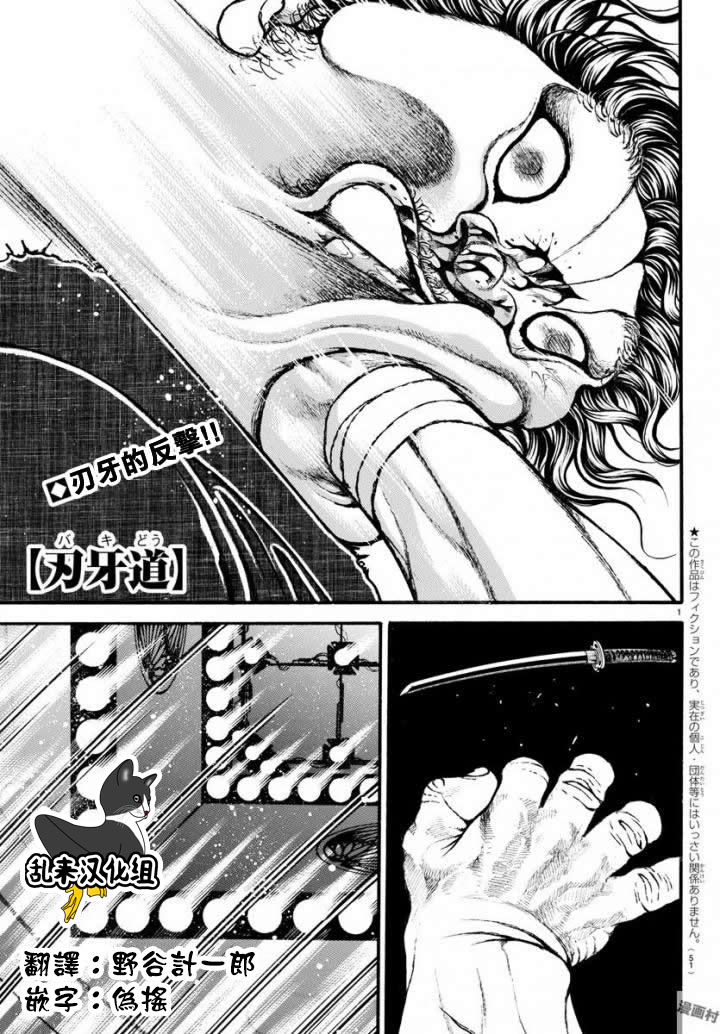 ◆刃牙的反擊!!
バキどう
【刃牙道】
1
★この作品はフィクションであり、実在の個人・団体等にはいっさい関係ありません。
(51)
乱来汉化组
翻譯：野谷計一郎
嵌字：偽搖
漫画村